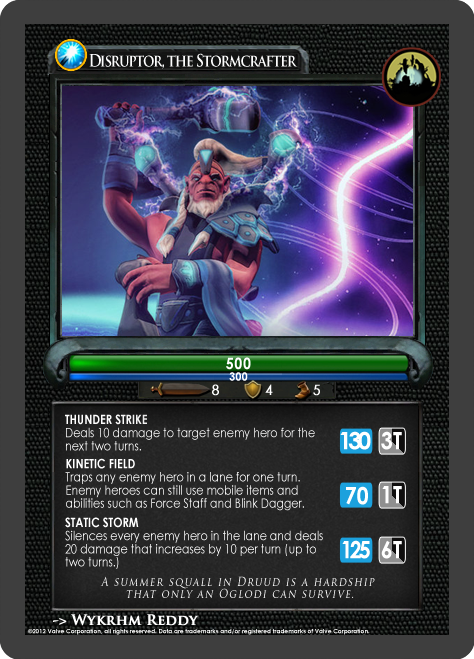 DISRUPTOR, THE STORMCRAFTER
500
300
8 4 5
THUNDER STRIKE
Deals 10 damage to target enemy hero for the
next two turns.
130 3T
KINETIC FIELD
Traps any enemy hero in a lane for one turn.
Enemy heroes can still use mobile items and
abilities such as Force Staff and Blink Dagger.
70 1T
STATIC STORM
Silences every enemy hero in the lane and deals
20 damage that increases by 10 per turn (up to
two turns.)
125 6T
A SUMMER SQUALL IN DRUUD IS A HARDSHIP
THAT ONLY AN OGLODI CAN SURVIVE.
-> WYKRHM REDDY
©2012 Valve Corporation, all rights reserved. Dota are trademarks and/or registered trademarks of Valve Corporation.